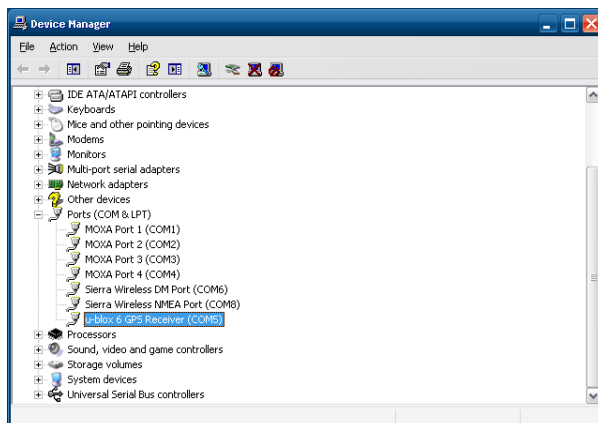 Device Manager
File Action View Help
IDE ATA/ATAPI controllers
Keyboards
Mice and other pointing devices
Modems
Monitors
Multi-port serial adapters
Network adapters
Other devices
Ports (COM & LPT)
MOXA Port 1 (COM1)
MOXA Port 2 (COM2)
MOXA Port 3 (COM3)
MOXA Port 4 (COM4)
Sierra Wireless DM Port (COM6)
Sierra Wireless NMEA Port (COM8)
u-blox 6 GPS Receiver (COM5)
Processors
Sound, video and game controllers
Storage volumes
System devices
Universal Serial Bus controllers